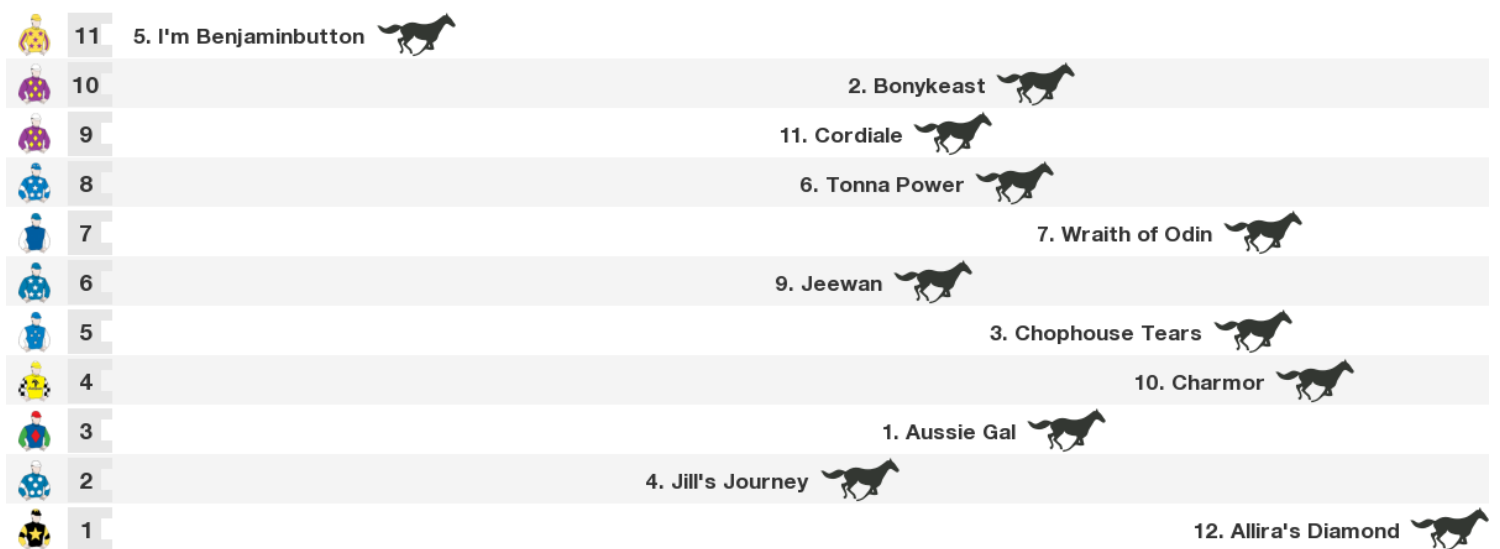 11 5. I'm Benjaminbutton
10 2. Bonykeast
9 11. Cordiale
8 6. Tonna Power
7 7. Wraith of Odin
6 9. Jeewan
5 3. Chophouse Tears
4 10. Charmor
3 1. Aussie Gal
2 4. Jill's Journey
1 12. Allira's Diamond